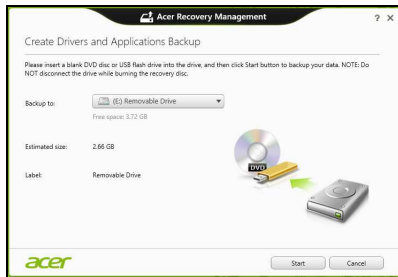 Acer Recovery Management
? ×
Create Drivers and Applications Backup
Please insert a blank DVD disc or USB flash drive into the drive, and then click Start button to backup your data. NOTE: Do
NOT disconnect the drive while burning the recovery disc.
Backup to: (E:) Removable Drive
Free space: 3.72 GB
Estimated size: 2.66 GB
DVD
Label: Removable Drive
acer Start Cancel